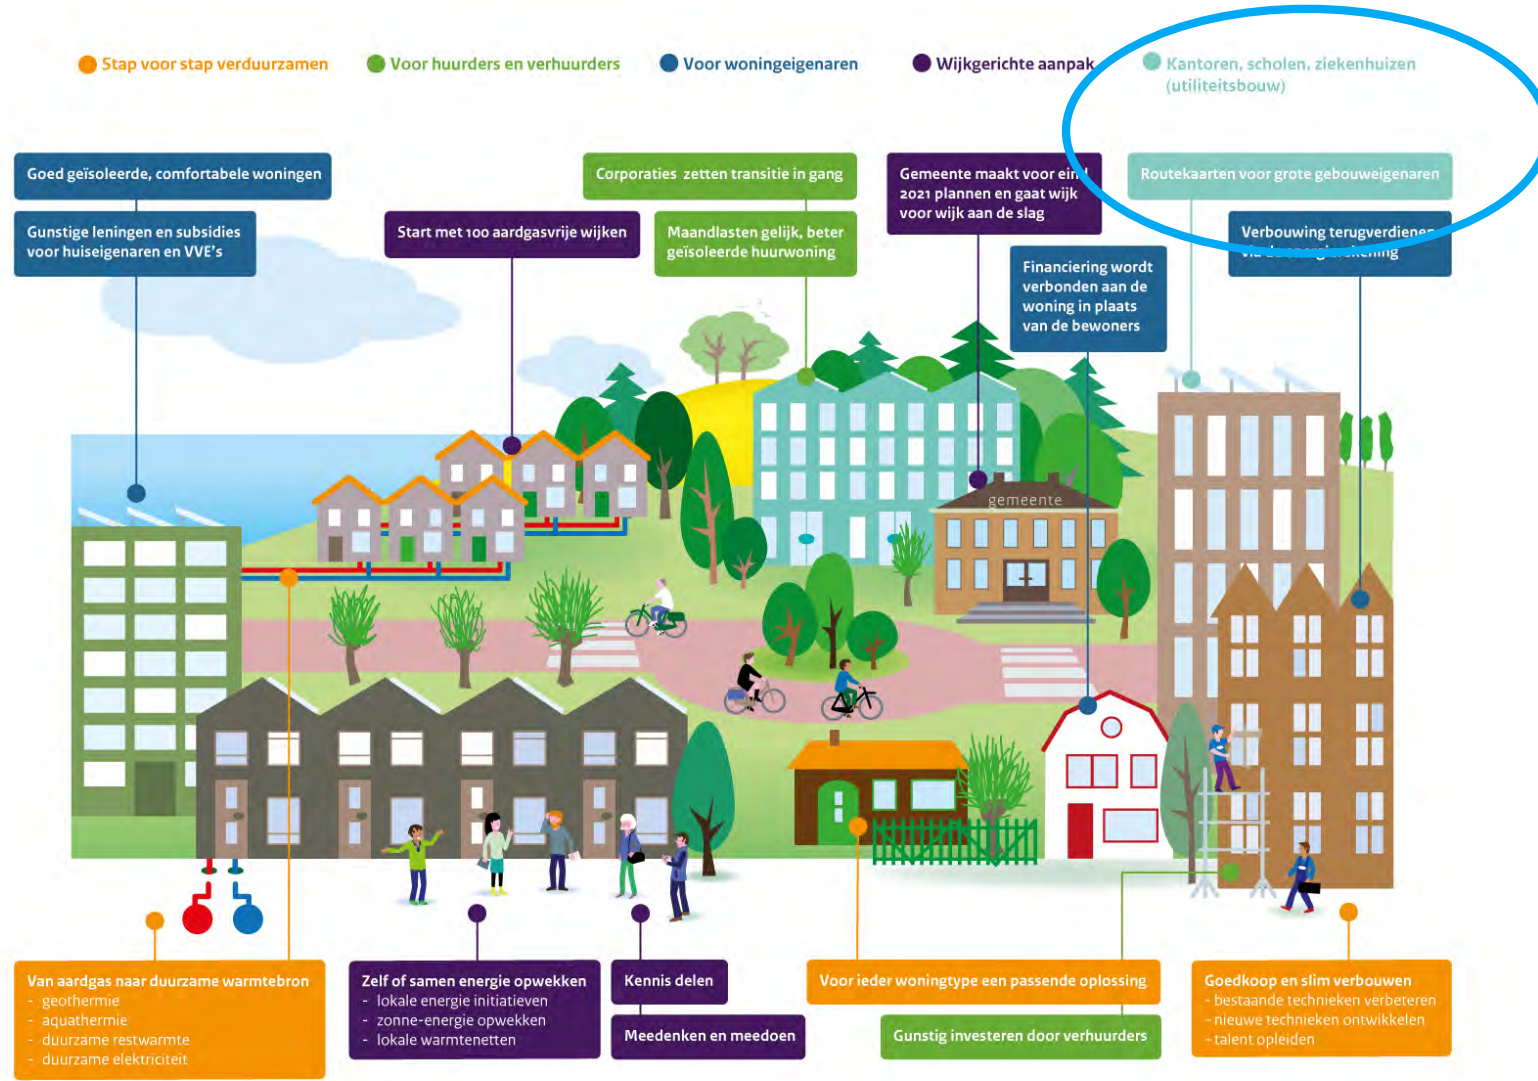 Stap voor stap verduurzamen
Voor huurders en verhuurders
Voor woningeigenaren
Wijkgerichte aanpak
Kantoren, scholen, ziekenhuizen
(utiliteitsbouw)
Goed geïsoleerde, comfortabele woningen
Gunstige leningen en subsidies
voor huiseigenaren en VVE's
Start met 100 aardgasvrije wijken
Corporaties zetten transitie in gang
Maandlasten gelijk, beter
geïsoleerde huurwoning
Gemeente maakt voor eind
2021 plannen en gaat wijk
voor wijk aan de slag
Financiering wordt
verbonden aan de
woning in plaats
van de bewoners
Routekaarten voor grote gebouweigenaren
Verbouwing terugverdienen
via de energierekening
gemeente
Van aardgas naar duurzame warmtebron
- geothermie
- aquathermie
- duurzame restwarmte
- duurzame elektriciteit
Zelf of samen energie opwekken
- lokale energie initiatieven
- zonne-energie opwekken
- lokale warmtenetten
Kennis delen
Meedenken en meedoen
Voor ieder woningtype een passende oplossing
Gunstig investeren door verhuurders
Goedkoop en slim verbouwen
- bestaande technieken verbeteren
- nieuwe technieken ontwikkelen
- talent opleiden